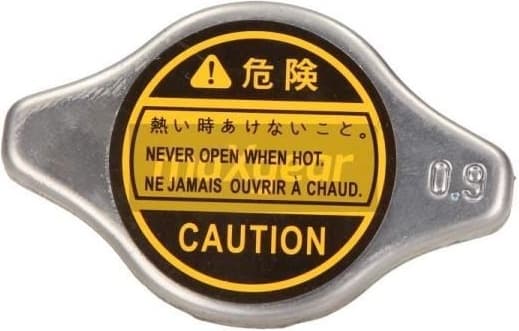 危険
熱い時あけないこと。
NEVER OPEN WHEN HOT.
NE JAMAIS OUVRIR À CHAUD.
maxgear
CAUTION
0.9